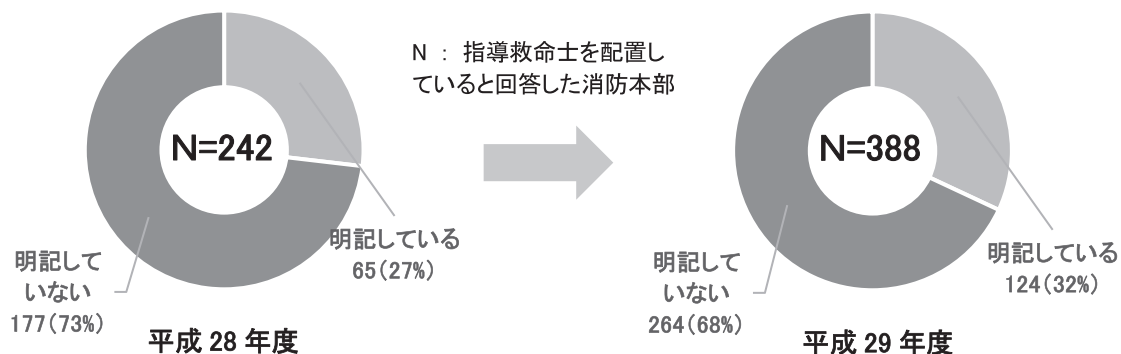 N : 指導救命士を配置し
ていると回答した消防本部
N=242
明記している
65(27%)
明記して
いない
177(73%)
平成 28 年度
N=388
明記している
124(32%)
明記して
いない
264(68%)
平成 29 年度